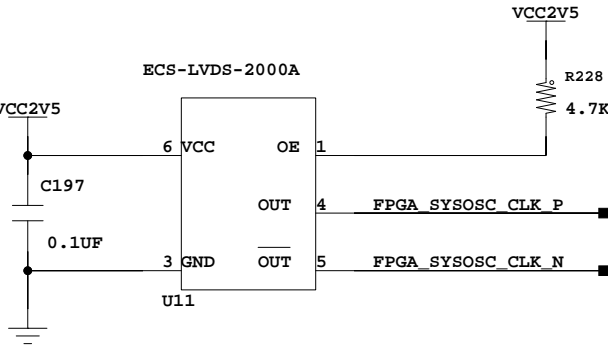 VCC2V5
ECS-LVDS-2000A
R228
4.7K
VCC2V5
6 VCC OE 1
C197
OUT 4 FPGA_SYSOSC_CLK_P
0.1UF
3 GND OUT 5 FPGA_SYSOSC_CLK_N
U11